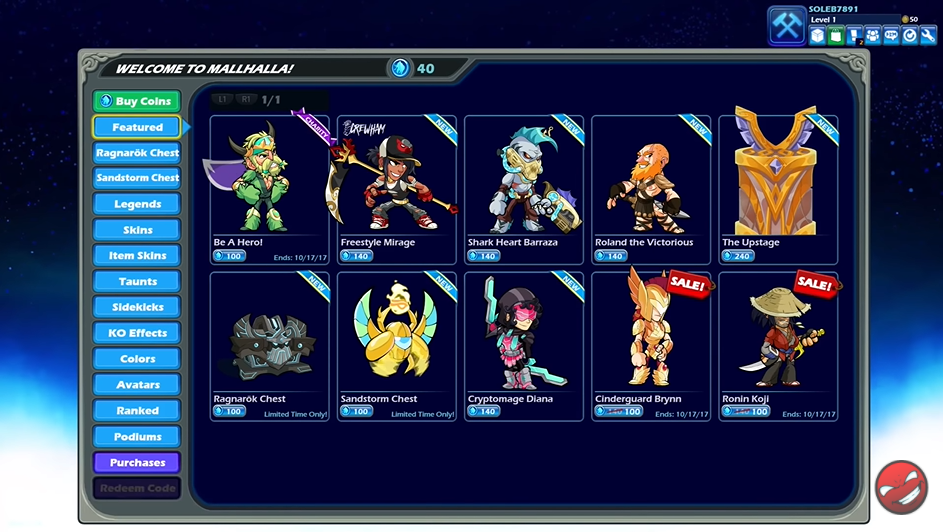 SOLEB7891
Level 1
50
2
WELCOME TO MALLHALLA!
40
Buy Coins
Featured
Ragnarök Chest
Sandstorm Chest
Legends
Skins
Item Skins
Taunts
Sidekicks
KO Effects
Colors
Avatars
Ranked
Podiums
Purchases
Redeem Code
L1 R1 1/1
CHARITY
Be A Hero!
100 Ends: 10/17/17
CREWHAM
NEW
Freestyle Mirage
140
NEW
Shark Heart Barraza
140
NEW
Roland the Victorious
140
NEW
The Upstage
240
NEW
Ragnarök Chest
100 Limited Time Only!
NEW
Sandstorm Chest
100 Limited Time Only!
NEW
Cryptomage Diana
140
SALE!
Cinderguard Brynn
100 Ends: 10/17/17
SALE!
Ronin Koji
100 Ends: 10/17/17